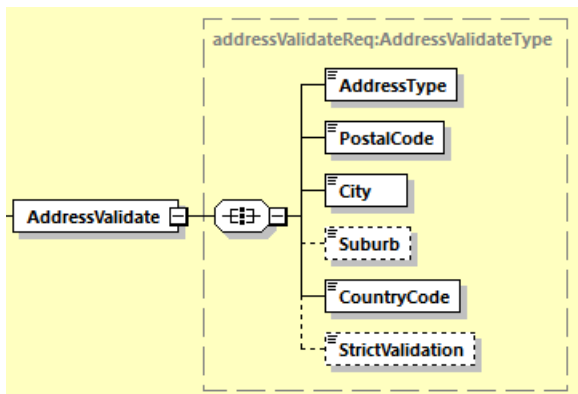 addressValidateReq:AddressValidateType
AddressType
PostalCode
City
AddressValidate
Suburb
CountryCode
StrictValidation